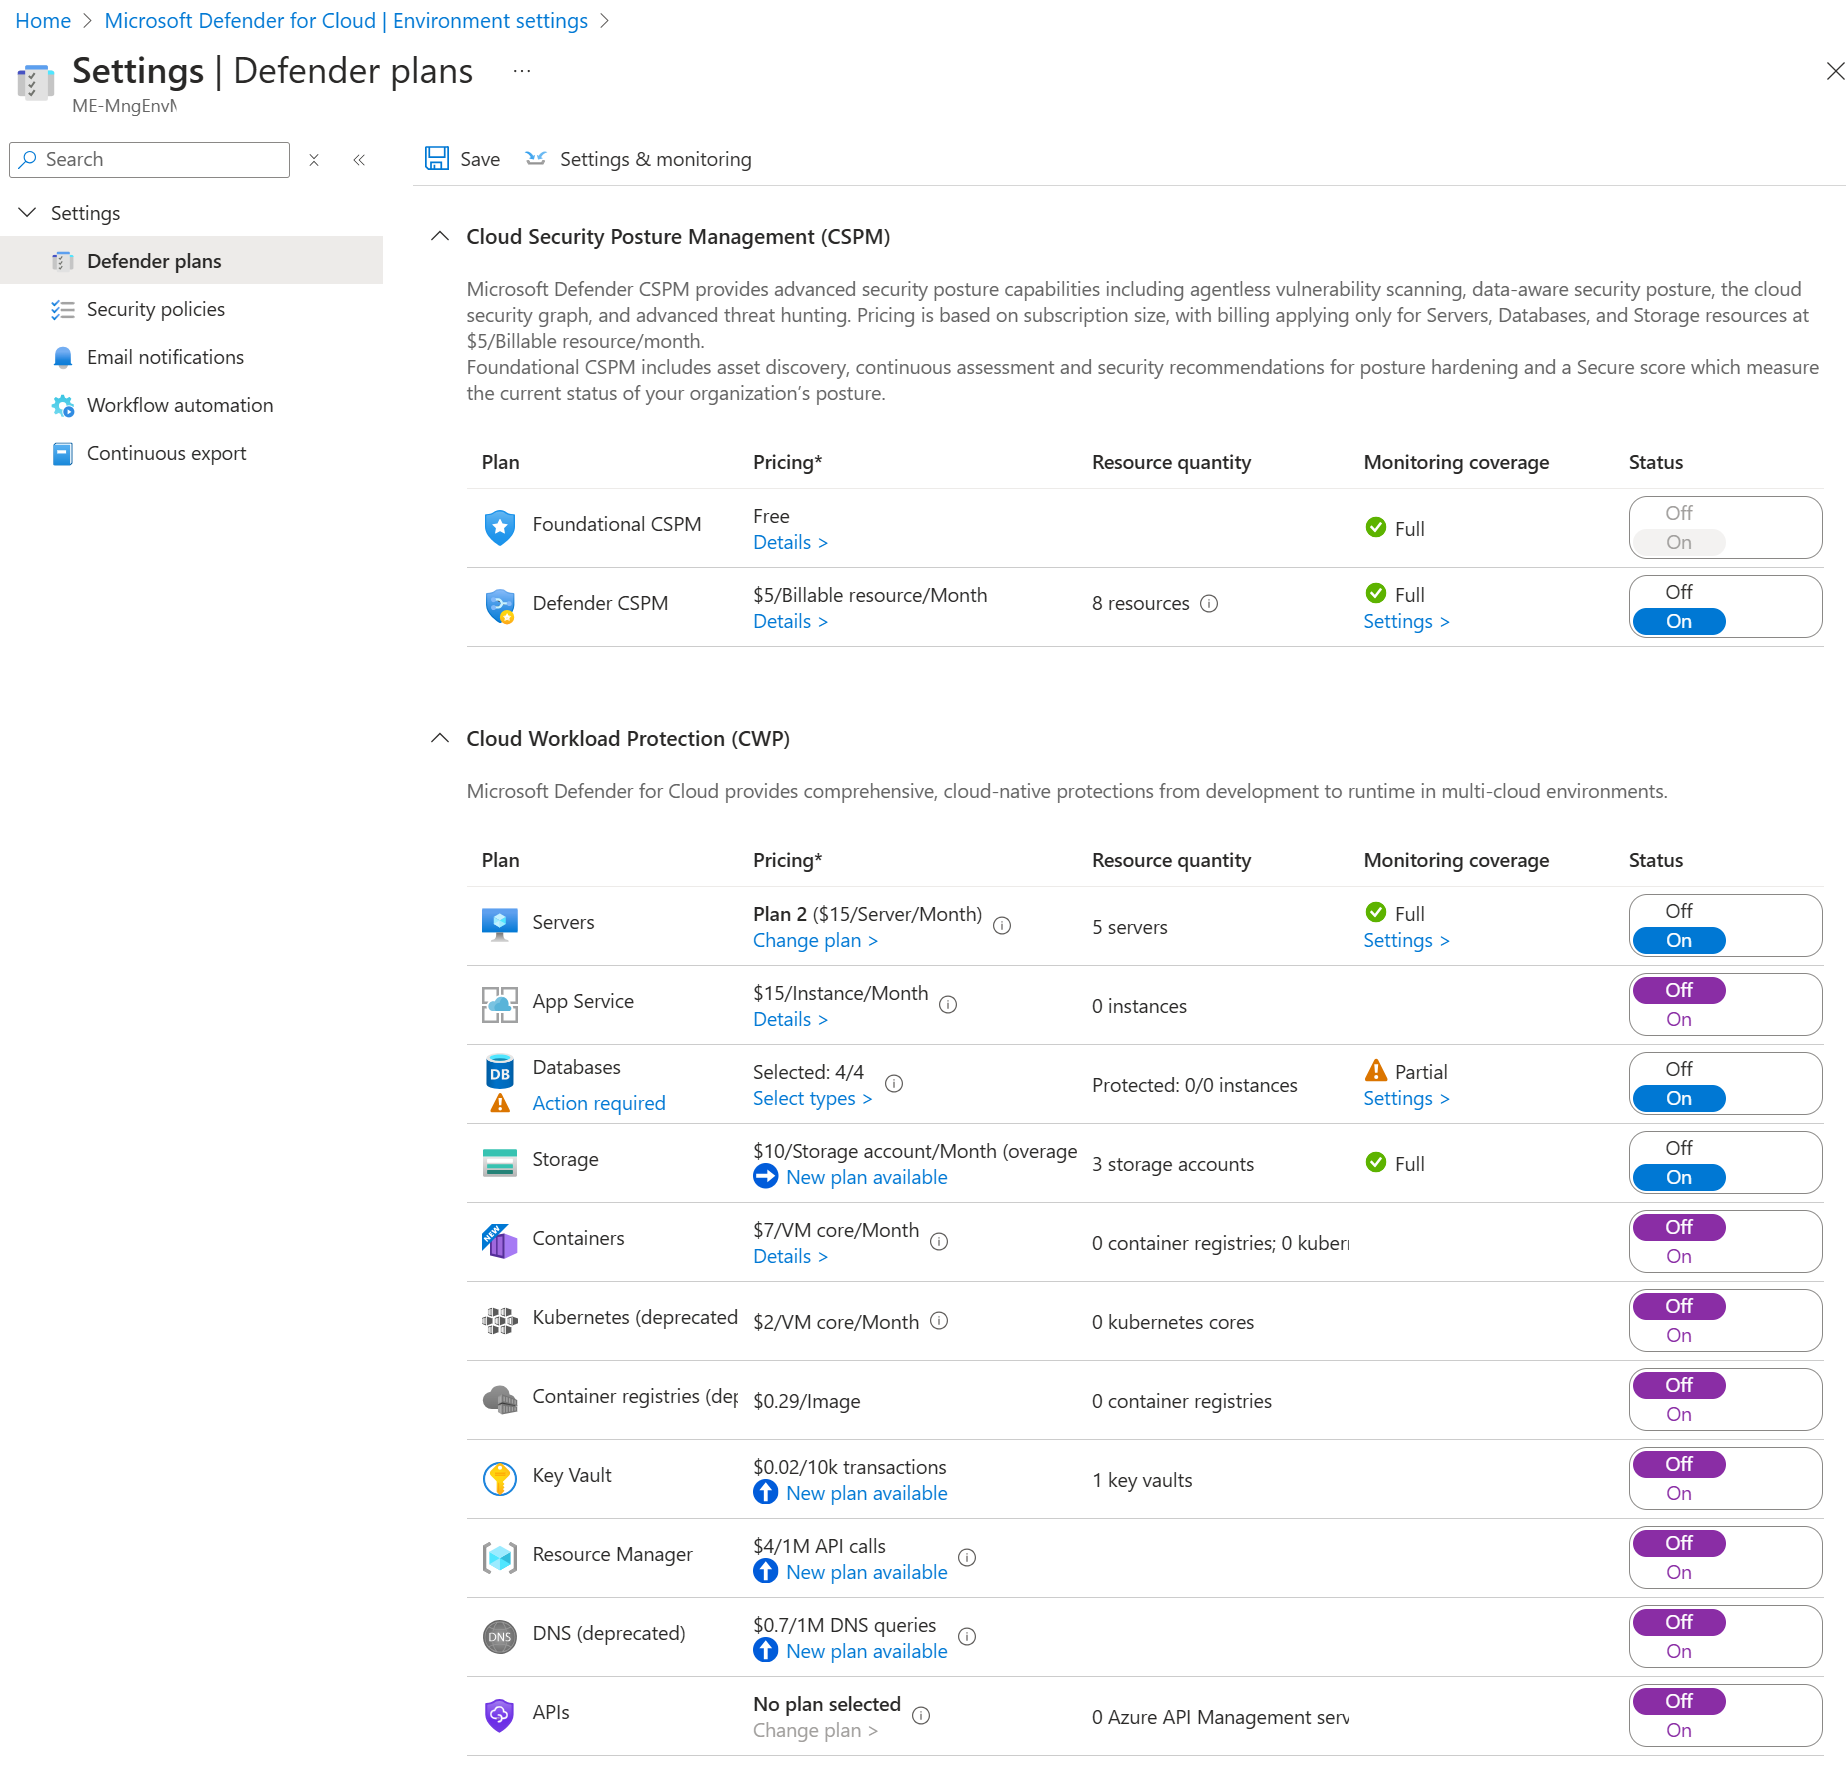 Home > Microsoft Defender for Cloud | Environment settings >
Settings | Defender plans ...
ME-MngEnv
Search
Save
Settings & monitoring
Settings
Defender plans
Security policies
Email notifications
Workflow automation
Continuous export
Cloud Security Posture Management (CSPM)
Microsoft Defender CSPM provides advanced security posture capabilities including agentless vulnerability scanning, data-aware security posture, the cloud
security graph, and advanced threat hunting. Pricing is based on subscription size, with billing applying only for Servers, Databases, and Storage resources at
$5/Billable resource/month.
Foundational CSPM includes asset discovery, continuous assessment and security recommendations for posture hardening and a Secure score which measure
the current status of your organization’s posture.
Plan Pricing* Resource quantity Monitoring coverage Status
Foundational CSPM
Free
Details >
Full
Off
On
Defender CSPM
$5/Billable resource/Month
Details >
8 resources
Full
Settings >
Off
On
Cloud Workload Protection (CWP)
Microsoft Defender for Cloud provides comprehensive, cloud-native protections from development to runtime in multi-cloud environments.
Plan Pricing* Resource quantity Monitoring coverage Status
Servers
Plan 2 ($15/Server/Month)
Change plan >
5 servers
Full
Settings >
Off
On
App Service
$15/Instance/Month
Details >
0 instances
Off
On
DB
Databases
Action required
Selected: 4/4
Select types >
Protected: 0/0 instances
Partial
Settings >
Off
On
Storage
$10/Storage account/Month (overage
New plan available
3 storage accounts
Full
Off
On
NEW
Containers
$7/VM core/Month
Details >
0 container registries; 0 kuber
Off
On
Kubernetes (deprecated
$2/VM core/Month
0 kubernetes cores
Off
On
Container registries (dep
$0.29/Image
0 container registries
Off
On
Key Vault
$0.02/10k transactions
New plan available
1 key vaults
Off
On
Resource Manager
$4/1M API calls
New plan available
Off
On
DNS
DNS (deprecated)
$0.7/1M DNS queries
New plan available
Off
On
APIs
No plan selected
Change plan >
0 Azure API Management serv
Off
On